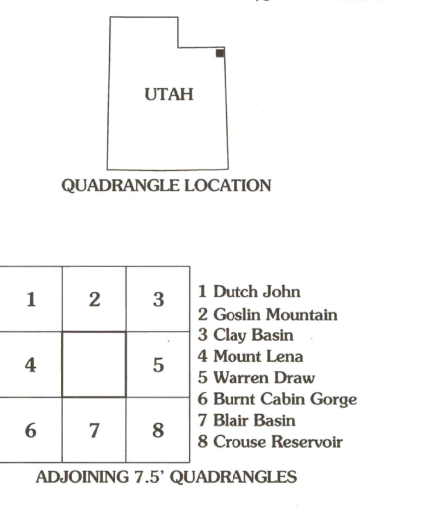 UTAH
QUADRANGLE LOCATION
1 2 3
4 5
6 7 8
1 Dutch John
2 Goslin Mountain
3 Clay Basin
4 Mount Lena
5 Warren Draw
6 Burnt Cabin Gorge
7 Blair Basin
8 Crouse Reservoir
ADJOINING 7.5' QUADRANGLES